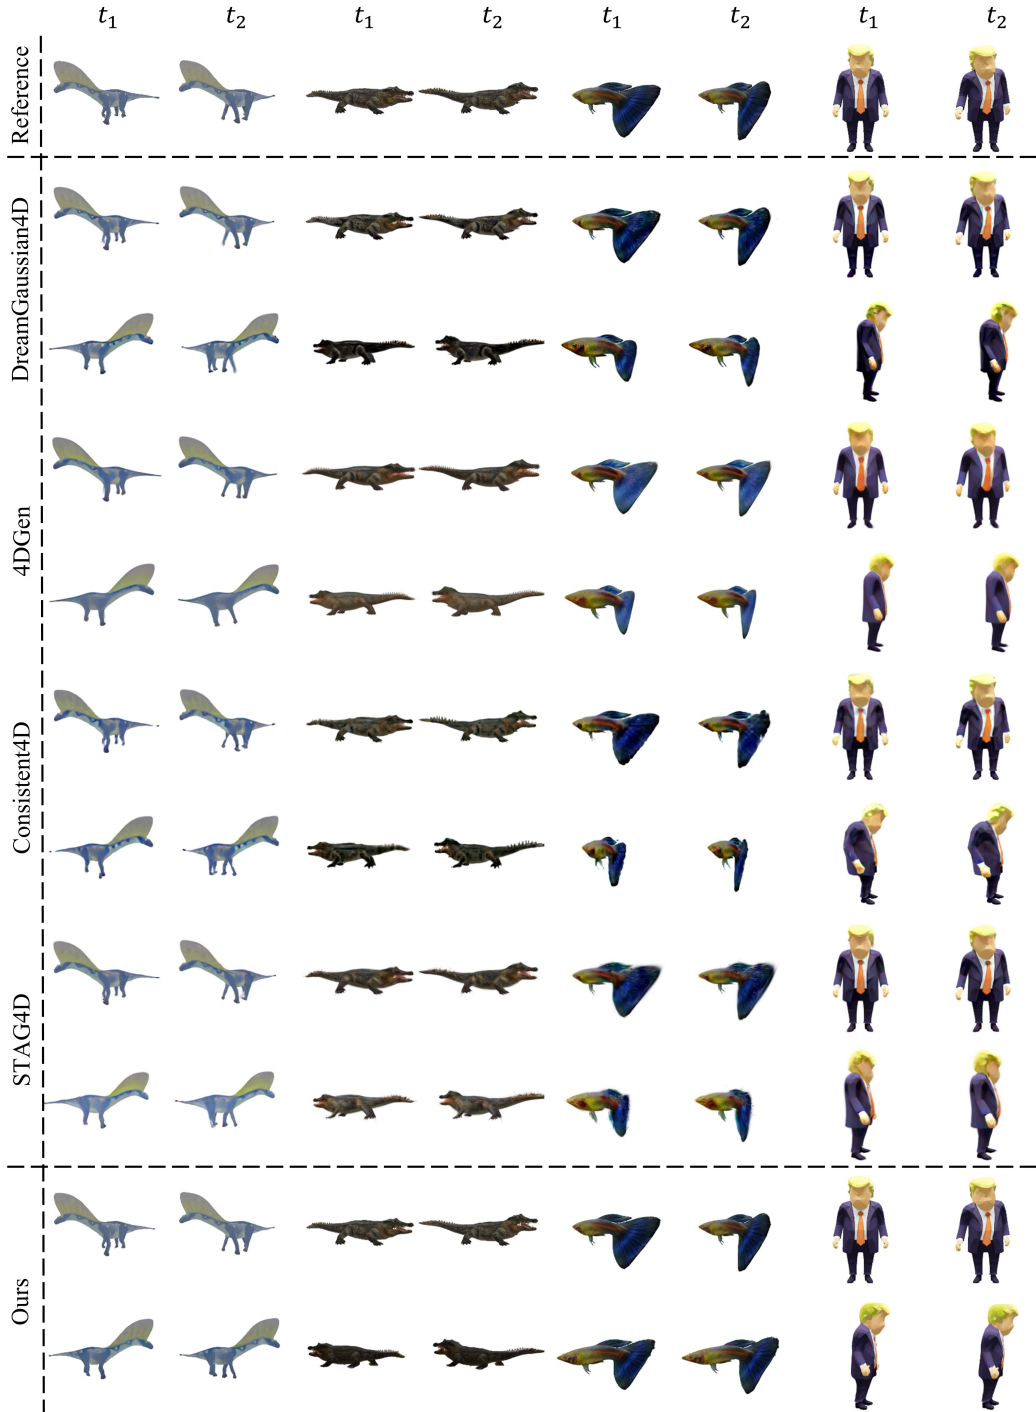 t₁ t₂ t₁ t₂ t₁ t₂ t₁ t₂
Reference
DreamGaussian4D
4DGen
Consistent4D
STAG4D
Ours